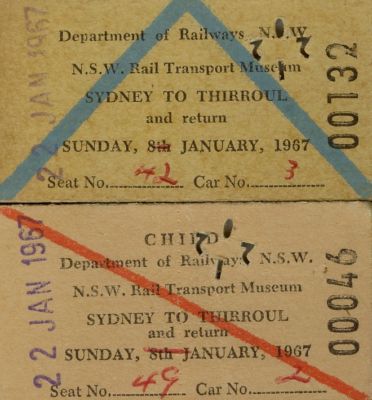 22 JAN 1967
Department of Railways N.S.W
N.S.W. Rail Transport Museum
SYDNEY TO THIRROUL
and return
SUNDAY, 8th JANUARY, 1967
Seat No. 42 Car No. 3
00132
22 JAN 1967
CHILD
Department of Railways N.S.W.
N.S.W. Rail Transport Museum
SYDNEY TO THIRROUL
and return
SUNDAY, 8th JANUARY, 1967
Seat No. 49 Car No. 2
00046